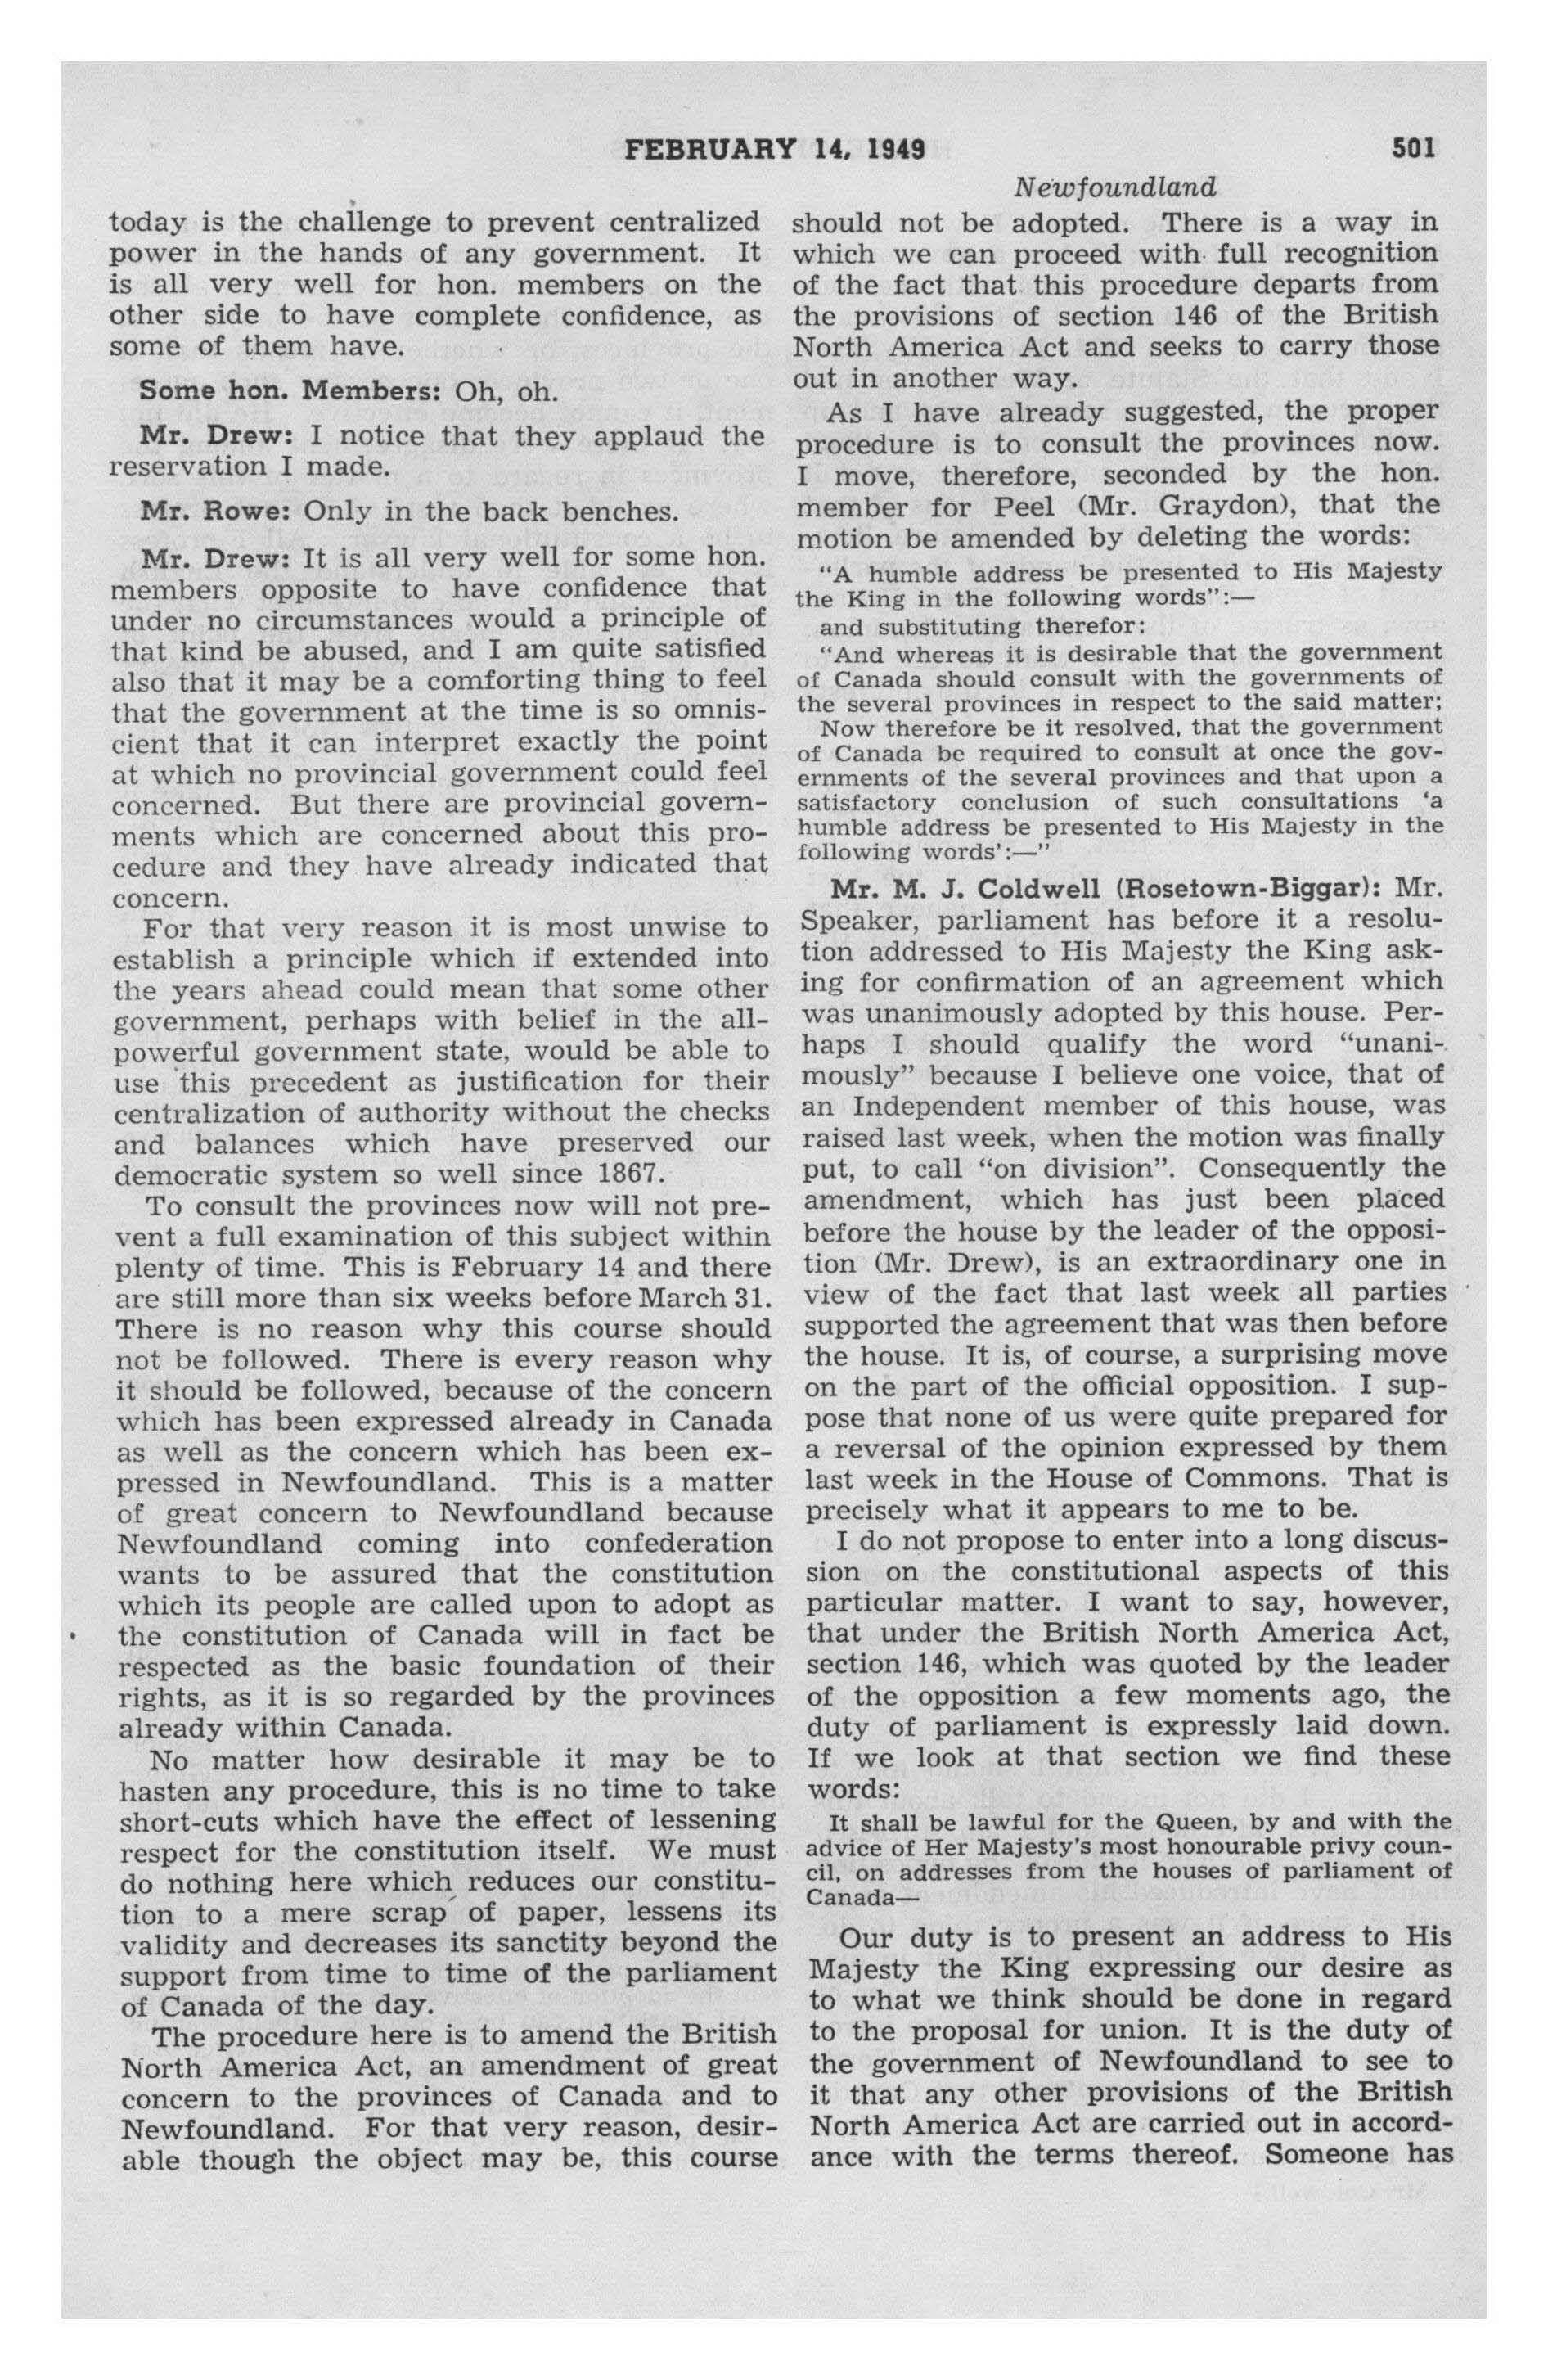 FEBRUARY 14, 1949 501
Newfoundland
today is the challenge to prevent centralized
power in the hands of any government. It
is all very well for hon. members on the
other side to have complete confidence, as
some of them have.
Some hon. Members: Oh, oh.
Mr. Drew: I notice that they applaud the
reservation I made.
Mr. Rowe: Only in the back benches.
Mr. Drew: It is all very well for some hon.
members opposite to have confidence that
under no circumstances would a principle of
that kind be abused, and I am quite satisfied
also that it may be a comforting thing to feel
that the government at the time is so omnis-
cient that it can interpret exactly the point
at which no provincial government could feel
concerned. But there are provincial govern-
ments which are concerned about this pro-
cedure and they have already indicated that
concern.
For that very reason it is most unwise to
establish a principle which if extended into
the years ahead could mean that some other
government, perhaps with belief in the all-
powerful government state, would be able to
use this precedent as justification for their
centralization of authority without the checks
and balances which have preserved our
democratic system so well since 1867.
To consult the provinces now will not pre-
vent a full examination of this subject within
plenty of time. This is February 14 and there
are still more than six weeks before March 31.
There is no reason why this course should
not be followed. There is every reason why
it should be followed, because of the concern
which has been expressed already in Canada
as well as the concern which has been ex-
pressed in Newfoundland. This is a matter
of great concern to Newfoundland because
Newfoundland coming into confederation
wants to be assured that the constitution
which its people are called upon to adopt as
the constitution of Canada will in fact be
respected as the basic foundation of their
rights, as it is so regarded by the provinces
already within Canada.
No matter how desirable it may be to
hasten any procedure, this is no time to take
short-cuts which have the effect of lessening
respect for the constitution itself. We must
do nothing here which reduces our constitu-
tion to a mere scrap of paper, lessens its
validity and decreases its sanctity beyond the
support from time to time of the parliament
of Canada of the day.
The procedure here is to amend the British
North America Act, an amendment of great
concern to the provinces of Canada and to
Newfoundland. For that very reason, desir-
able though the object may be, this course
should not be adopted. There is a way in
which we can proceed with full recognition
of the fact that this procedure departs from
the provisions of section 146 of the British
North America Act and seeks to carry those
out in another way.
As I have already suggested, the proper
procedure is to consult the provinces now.
I move, therefore, seconded by the hon.
member for Peel (Mr. Graydon), that the
motion be amended by deleting the words:
"A humble address be presented to His Majesty
the King in the following words":—
and substituting therefor:
"And whereas it is desirable that the government
of Canada should consult with the governments of
the several provinces in respect to the said matter;
Now therefore be it resolved, that the government
of Canada be required to consult at once the gov-
ernments of the several provinces and that upon a
satisfactory conclusion of such consultations 'a
humble address be presented to His Majesty in the
following words':—"
Mr. M. J. Coldwell (Rosetown-Biggar): Mr.
Speaker, parliament has before it a resolu-
tion addressed to His Majesty the King ask-
ing for confirmation of an agreement which
was unanimously adopted by this house. Per-
haps I should qualify the word "unani-
mously" because I believe one voice, that of
an Independent member of this house, was
raised last week, when the motion was finally
put, to call "on division". Consequently the
amendment, which has just been placed
before the house by the leader of the opposi-
tion (Mr. Drew), is an extraordinary one in
view of the fact that last week all parties
supported the agreement that was then before
the house. It is, of course, a surprising move
on the part of the official opposition. I sup-
pose that none of us were quite prepared for
a reversal of the opinion expressed by them
last week in the House of Commons. That is
precisely what it appears to me to be.
I do not propose to enter into a long discus-
sion on the constitutional aspects of this
particular matter. I want to say, however,
that under the British North America Act,
section 146, which was quoted by the leader
of the opposition a few moments ago, the
duty of parliament is expressly laid down.
If we look at that section we find these
words:
It shall be lawful for the Queen, by and with the
advice of Her Majesty's most honourable privy coun-
cil, on addresses from the houses of parliament of
Canada—
Our duty is to present an address to His
Majesty the King expressing our desire as
to what we think should be done in regard
to the proposal for union. It is the duty of
the government of Newfoundland to see to
it that any other provisions of the British
North America Act are carried out in accord-
ance with the terms thereof. Someone has